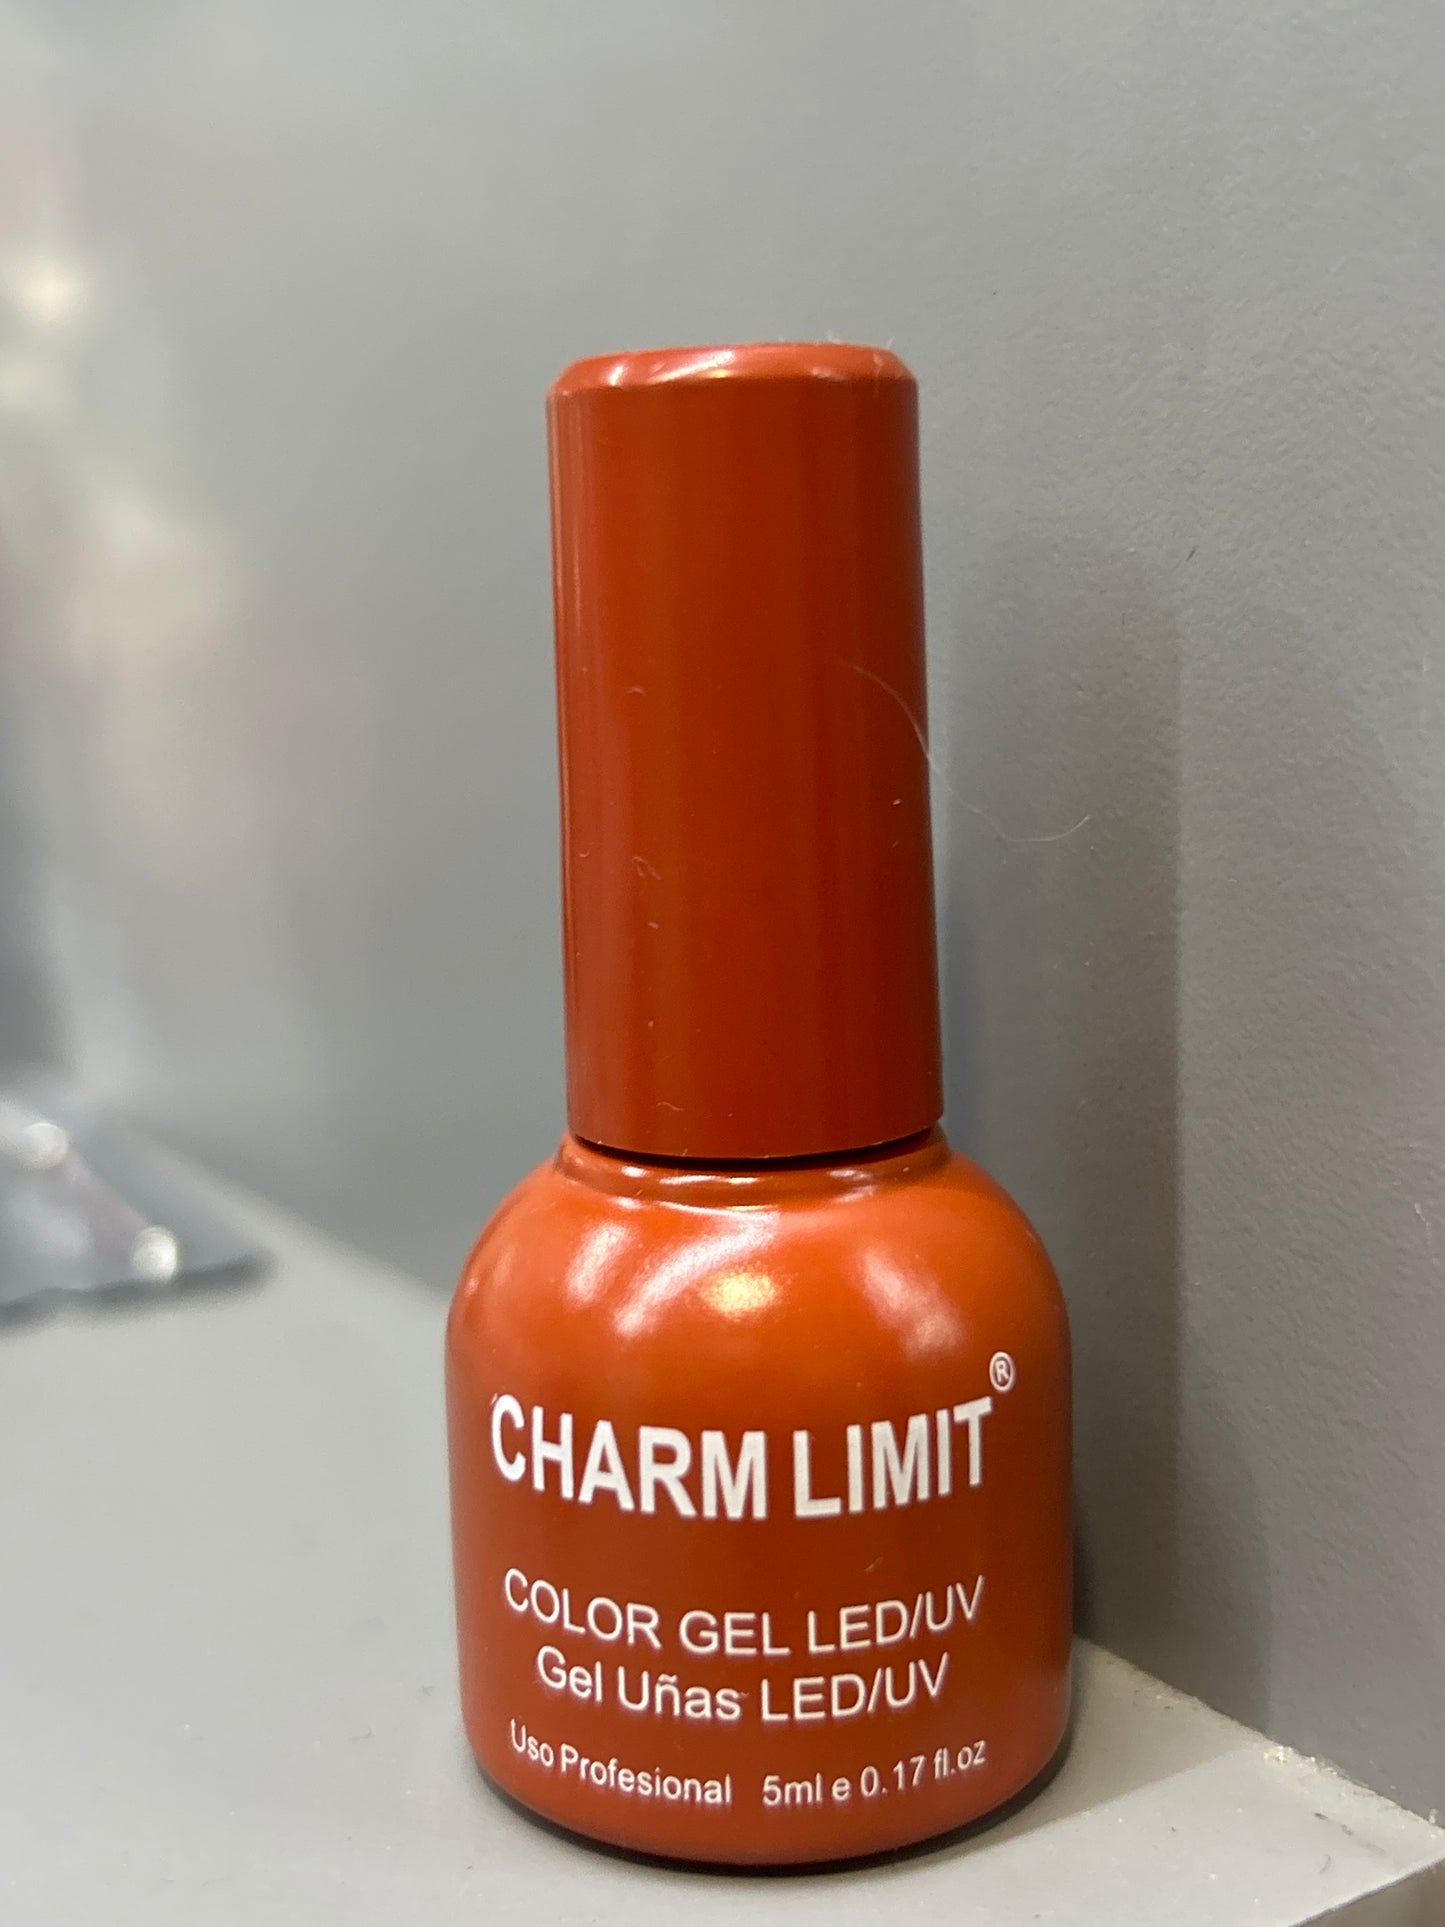 CHARM LIMIT®
COLOR GEL LED/UV
Gel Uñas LED/UV
Uso Profesional 5ml e 0.17 fl.oz